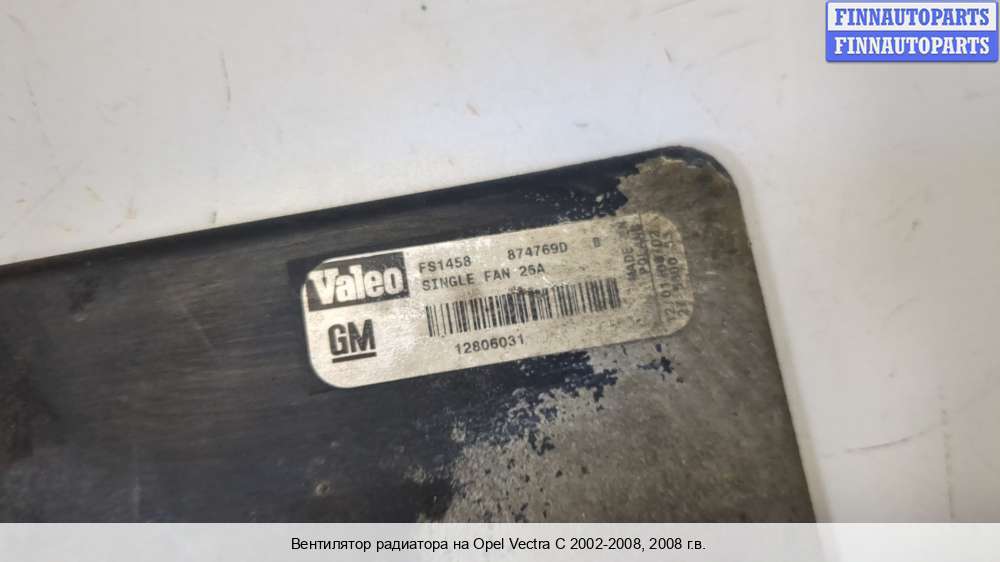 FINNAUTOPARTS
FINNAUTOPARTS
Valeo
FS1458 874769D B
SINGLE FAN 26A
GM
12806031
MADE IN
POLAND
Вентилятор радиатора на Opel Vectra C 2002-2008, 2008 г.в.